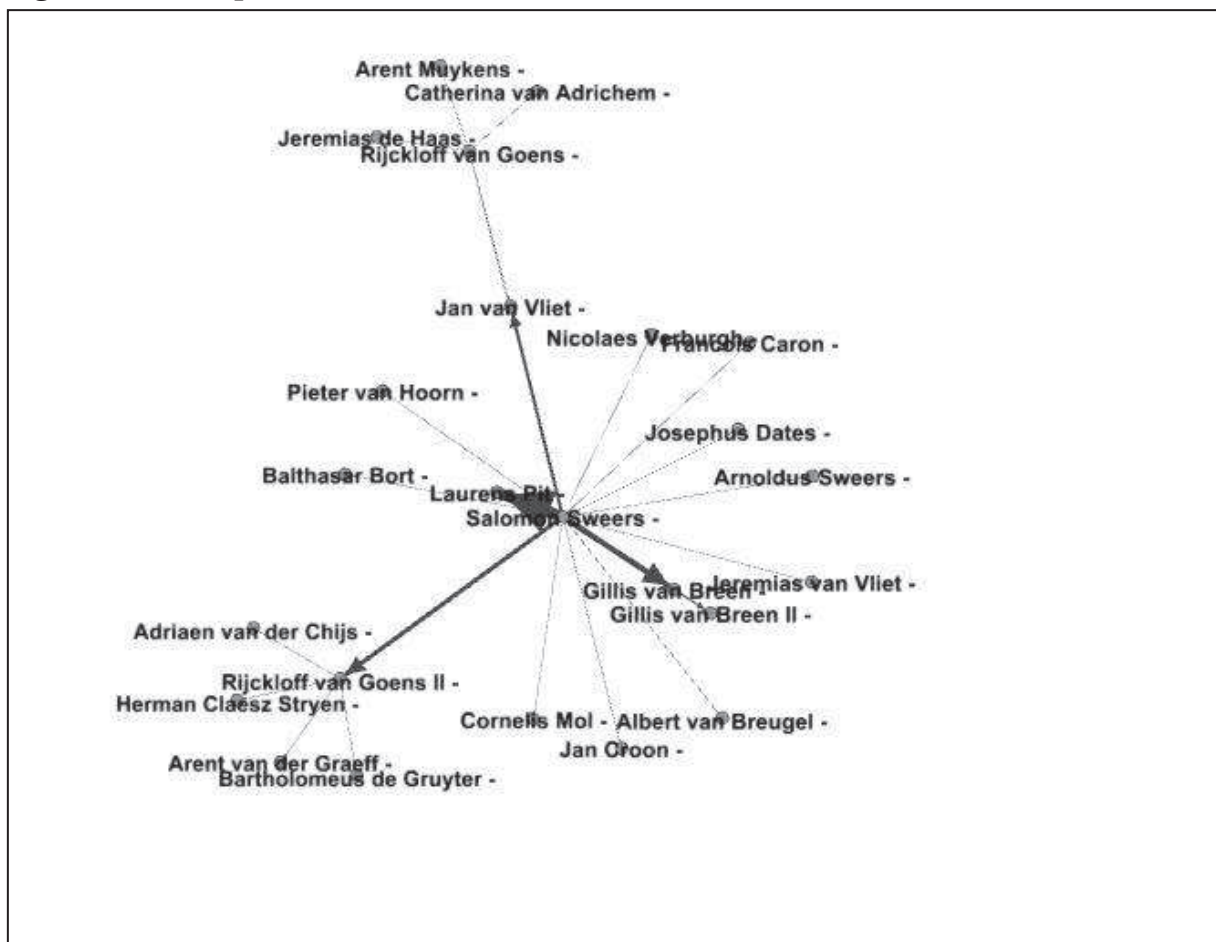 Arent Muykens -
Catherina van Adrichem -
Jeremias de Haas -
Rijckloff van Goens -
Jan van Vliet -
Nicolaes Verburgh -
Francois Caron -
Pieter van Hoorn -
Josephus Dates -
Balthasar Bort -
Arnoldus Sweers -
Laurens Pit -
Salomon Sweers -
Jeremias van Vliet -
Gillis van Breen -
Gillis van Breen II -
Adriaen van der Chijs -
Rijckloff van Goens II -
Herman Claesz Stryen -
Cornelis Mol -
Albert van Breugel -
Jan Croon -
Arent van der Graeff -
Bartholomeus de Gruyter -